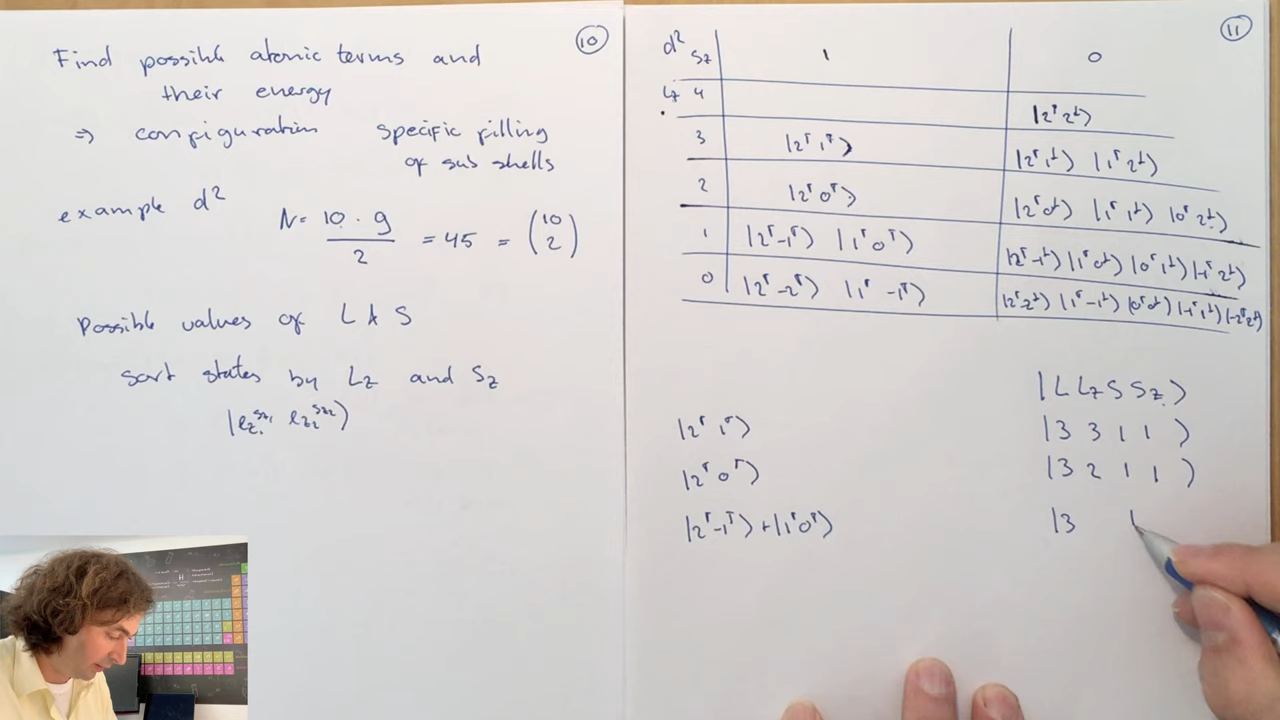 10
Find possible atomic terms and
their energy
⇒ configuration specific filling
of sub shells
example d²
N = 10 · 9 / 2 = 45 = (10 2)
Possible values of L & S
sort states by Lz and Sz
|ℓz₁^sz₁ ℓz₂^sz₂⟩
11
d² Sz 1 0
Lz 4 |2↑ 2↓⟩
3 |2↑ 1↑⟩ |2↑ 1↓⟩ |1↑ 2↓⟩
2 |2↑ 0↑⟩ |2↑ 0↓⟩ |1↑ 1↓⟩ |0↑ 2↓⟩
1 |2↑ -1↑⟩ |1↑ 0↑⟩ |2↑ -1↓⟩ |1↑ 0↓⟩ |0↑ 1↓⟩ |-1↑ 2↓⟩
0 |2↑ -2↑⟩ |1↑ -1↑⟩ |2↑ 2↓⟩ |1↑ -1↓⟩ |0↑ 0↓⟩ |-1↑ 1↓⟩ |-2↑ 2↓⟩
|L Lz S Sz⟩
|2↑ 1↑⟩ |3 3 1 1⟩
|2↑ 0↑⟩ |3 2 1 1⟩
|2↑ -1↑⟩ + |1↑ 0↑⟩ |3 1